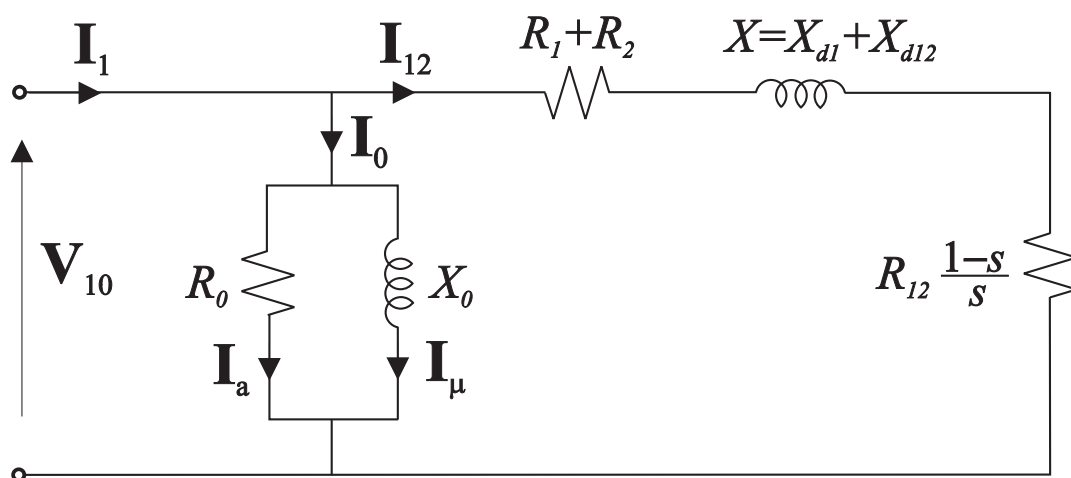 I1
I12
R1+R2
X=Xd1+Xd12
I0
V10
R0
X0
R12 1−s/s
Ia
Iμ